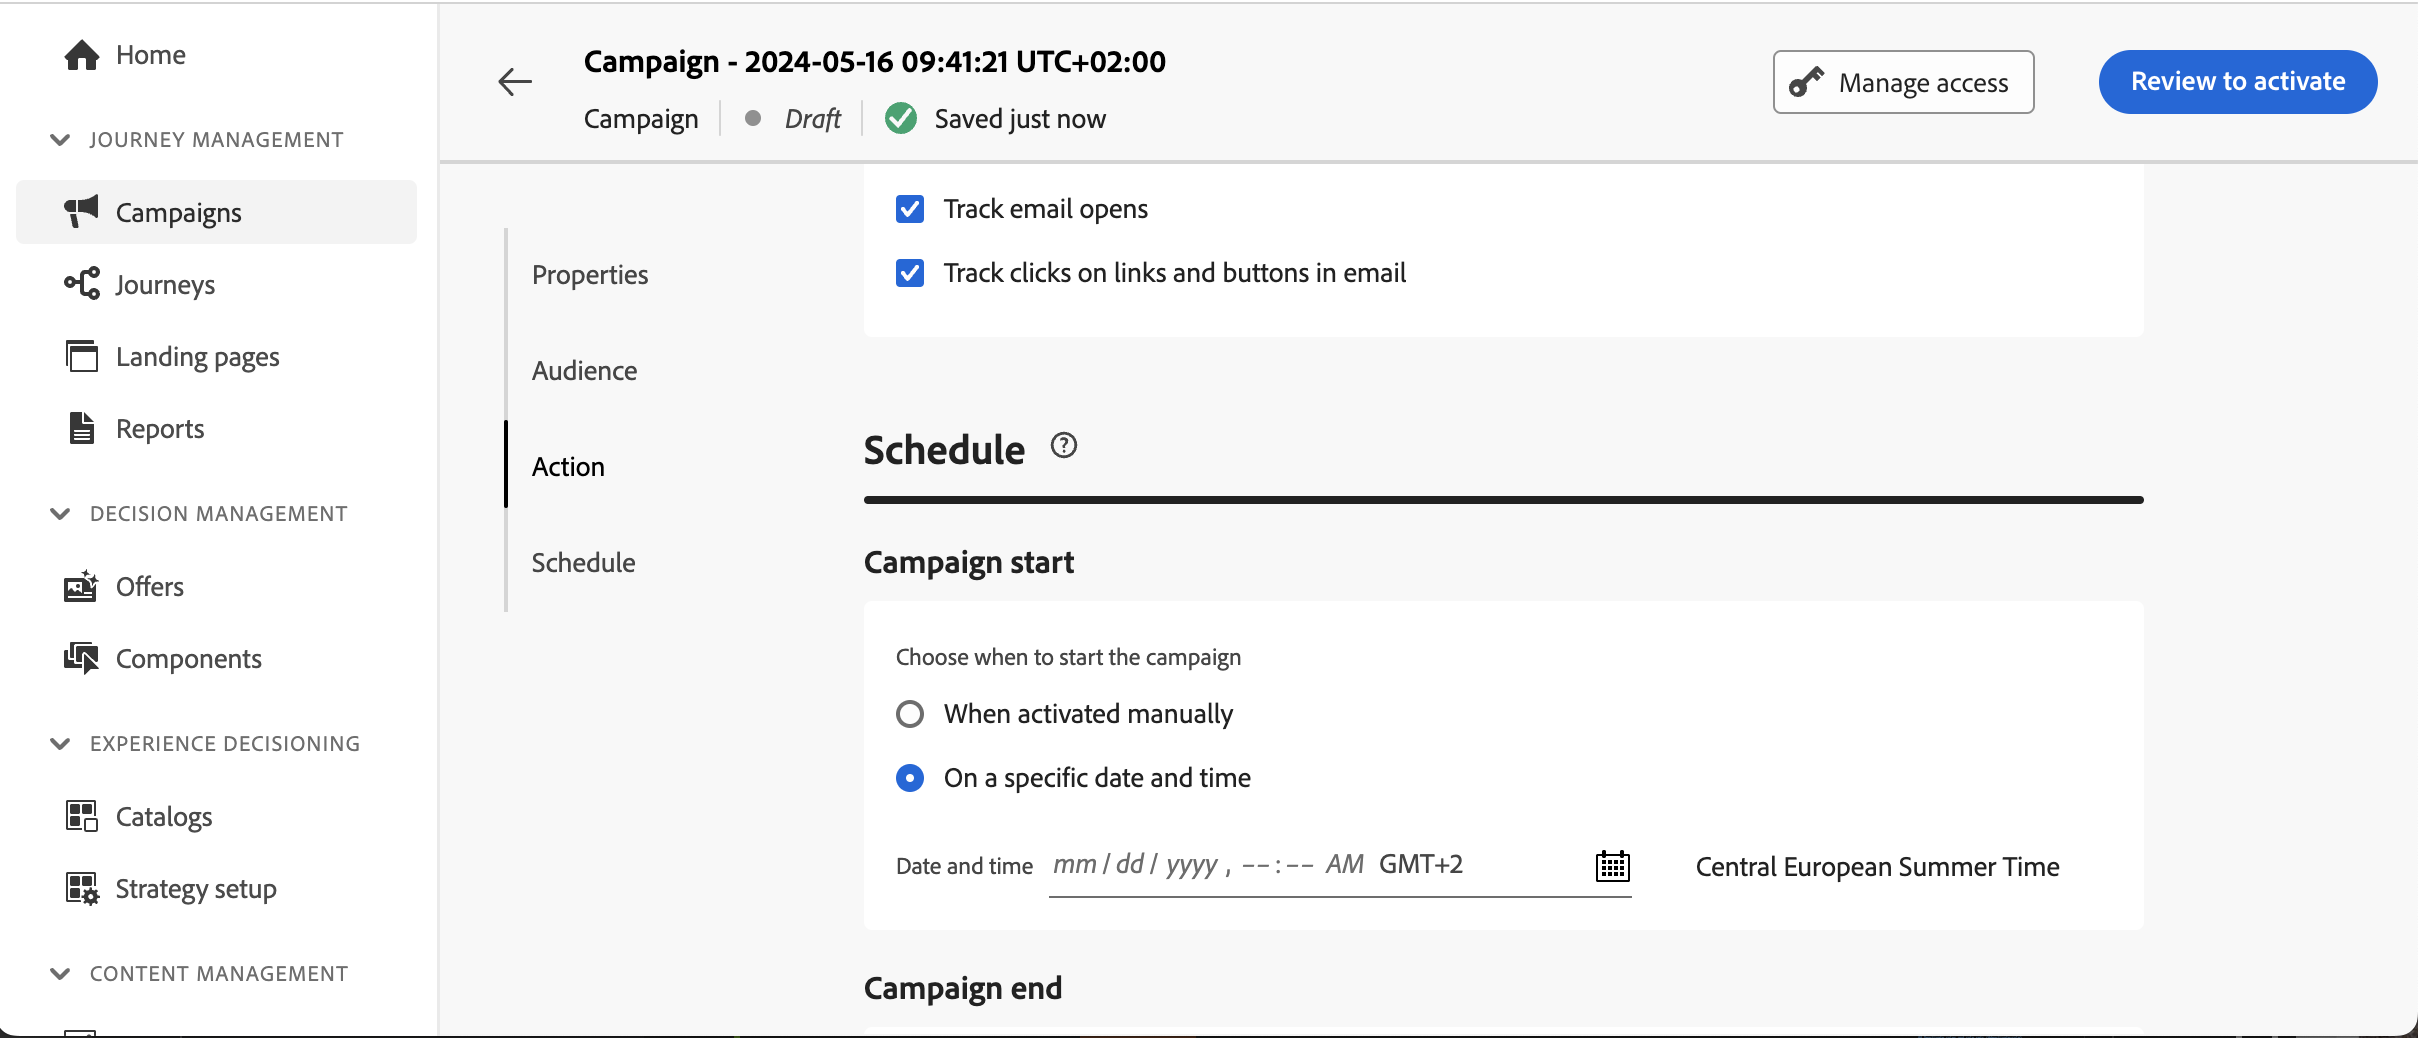 Home
JOURNEY MANAGEMENT
Campaigns
Journeys
Landing pages
Reports
DECISION MANAGEMENT
Offers
Components
EXPERIENCE DECISIONING
Catalogs
Strategy setup
CONTENT MANAGEMENT
Campaign - 2024-05-16 09:41:21 UTC+02:00
Campaign Draft Saved just now
Manage access
Review to activate
Properties
Audience
Action
Schedule
Track email opens
Track clicks on links and buttons in email
Schedule
Campaign start
Choose when to start the campaign
When activated manually
On a specific date and time
Date and time mm / dd / yyyy , --:-- AM GMT+2 Central European Summer Time
Campaign end